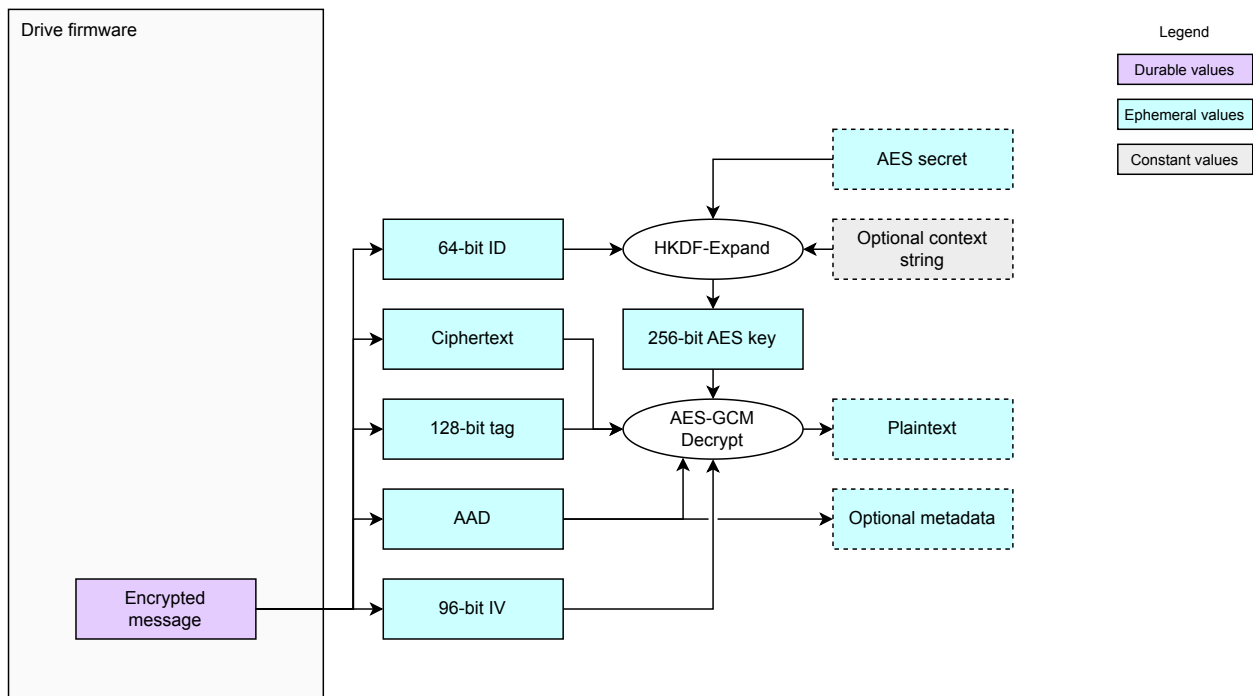 Drive firmware
Legend
Durable values
Ephemeral values
Constant values
AES secret
64-bit ID
HKDF-Expand
Optional context
string
Ciphertext
256-bit AES key
128-bit tag
AES-GCM
Decrypt
Plaintext
AAD
Optional metadata
Encrypted
message
96-bit IV